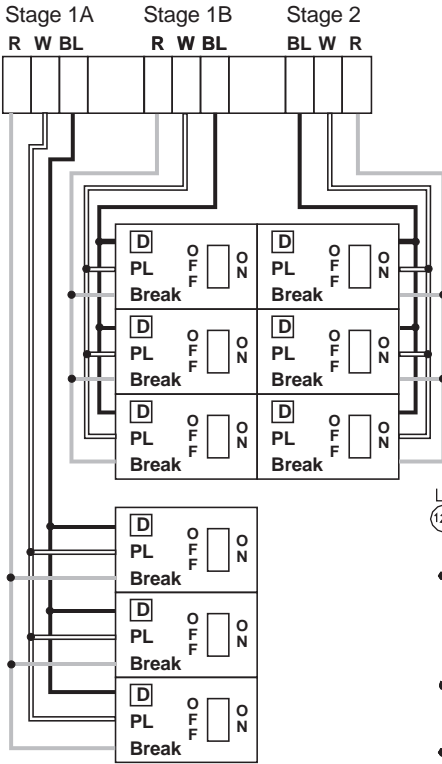 Stage 1A Stage 1B Stage 2
R W BL R W BL BL W R
D OFF ON D OFF ON
PL PL
Break Break
D OFF ON D OFF ON
PL PL
Break Break
D OFF ON D OFF ON
PL PL
Break Break
D OFF ON
PL
Break
D OFF ON
PL
Break
D OFF ON
PL
Break